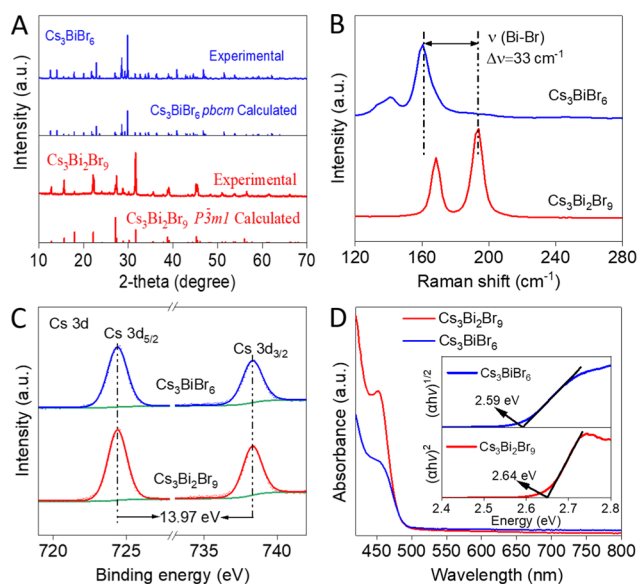 A
Cs₃BiBr₆
Experimental
Cs₃BiBr₆ pbcm Calculated
Cs₃Bi₂Br₉
Experimental
Cs₃Bi₂Br₉ P3̄m1 Calculated
Intensity (a.u.)
10 20 30 40 50 60 70
2-theta (degree)
B
ν (Bi-Br)
Δν=33 cm⁻¹
Cs₃BiBr₆
Cs₃Bi₂Br₉
Intensity (a.u.)
120 160 200 240 280
Raman shift (cm⁻¹)
C
Cs 3d
Cs 3d₅/₂
Cs 3d₃/₂
Cs₃BiBr₆
Cs₃Bi₂Br₉
13.97 eV
Intensity (a.u.)
720 725 735 740
Binding energy (eV)
D
Cs₃Bi₂Br₉
Cs₃BiBr₆
(αhν)¹/²
Cs₃BiBr₆
2.59 eV
(αhν)²
Cs₃Bi₂Br₉
2.64 eV
2.4 2.5 2.6 2.7 2.8
Energy (eV)
Absorbance (a.u.)
450 500 550 600 650 700 750 800
Wavelength (nm)